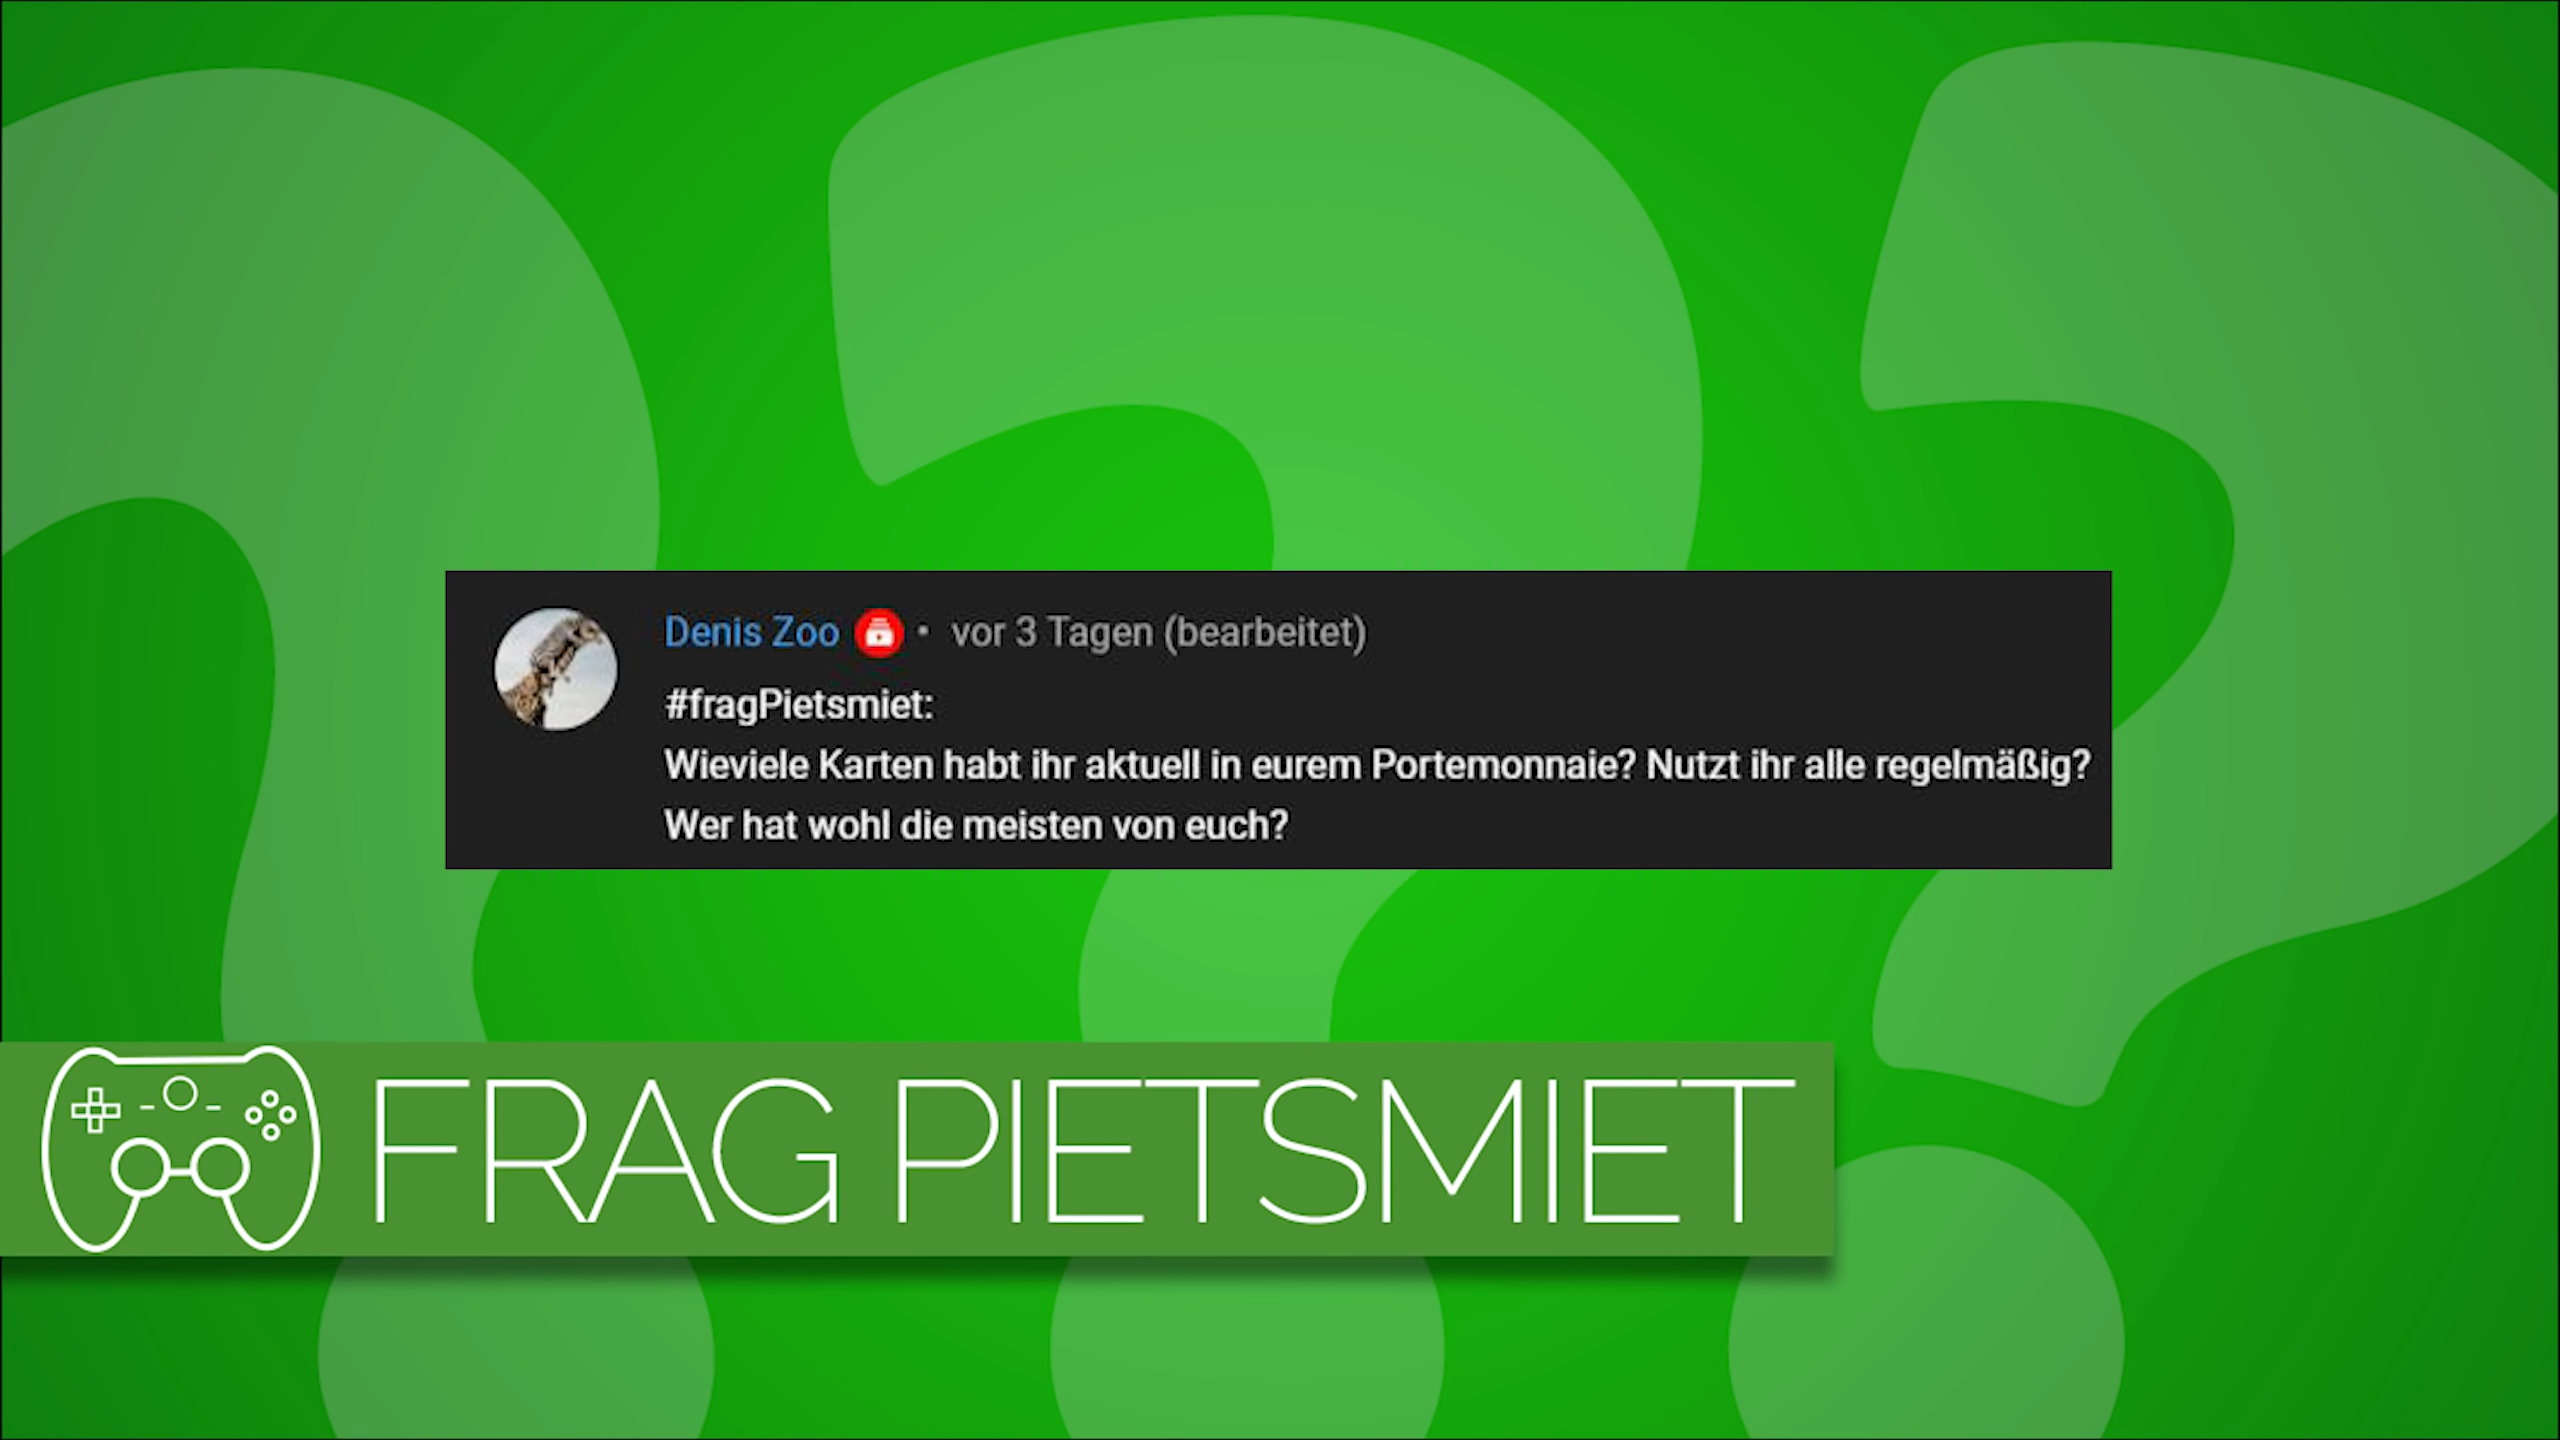 Denis Zoo • vor 3 Tagen (bearbeitet)
#fragPietsmiet:
Wieviele Karten habt ihr aktuell in eurem Portemonnaie? Nutzt ihr alle regelmäßig?
Wer hat wohl die meisten von euch?
FRAG PIETSMIET